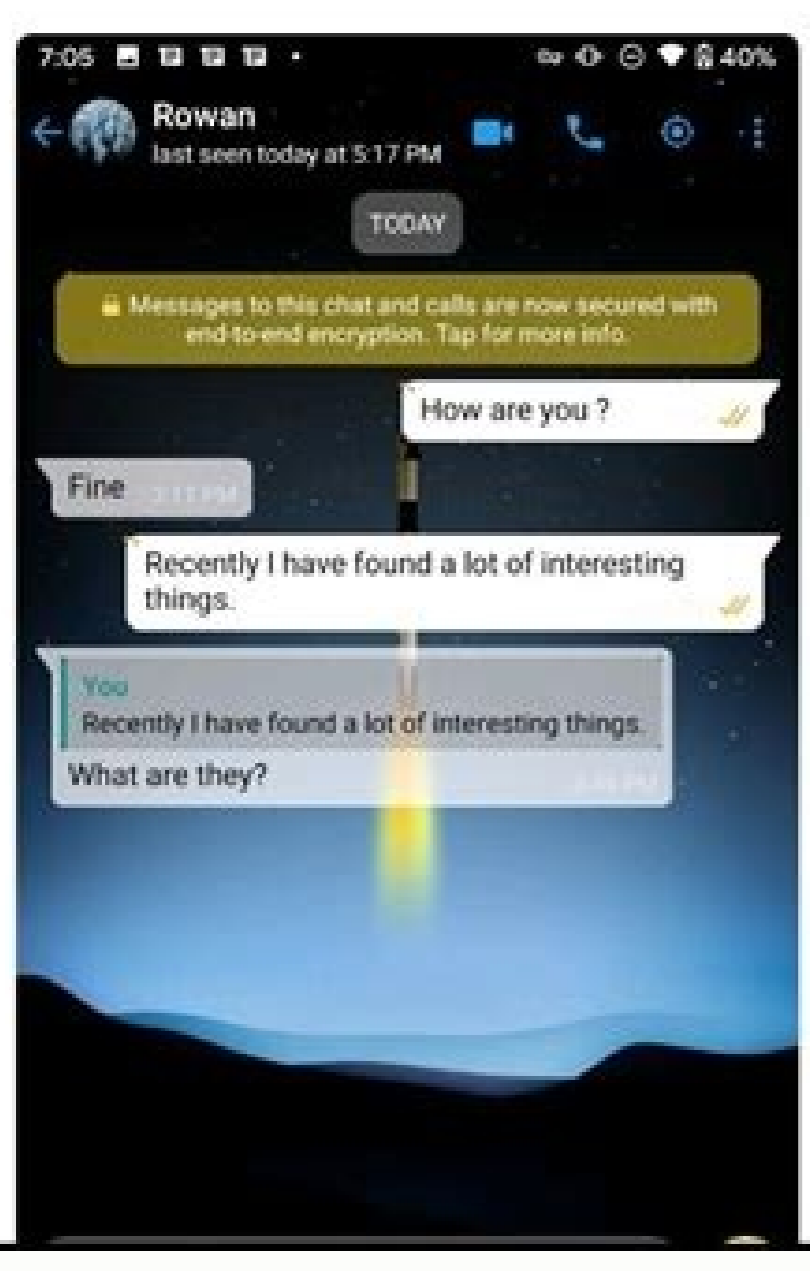 7:05
40%
Rowan
last seen today at 5:17 PM
TODAY
Messages to this chat and calls are now secured with
end-to-end encryption. Tap for more info.
How are you ?
Fine
Recently I have found a lot of interesting
things.
You
Recently I have found a lot of interesting things.
What are they?